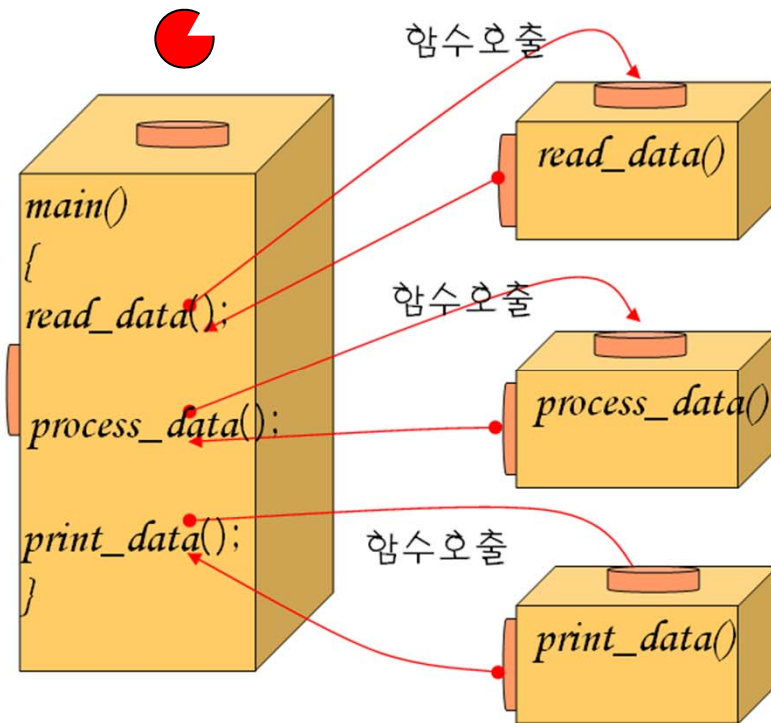 함수호출
read_data()
main()
{
read_data();
함수호출
process_data()
process_data();
함수호출
print_data();
}
print_data()